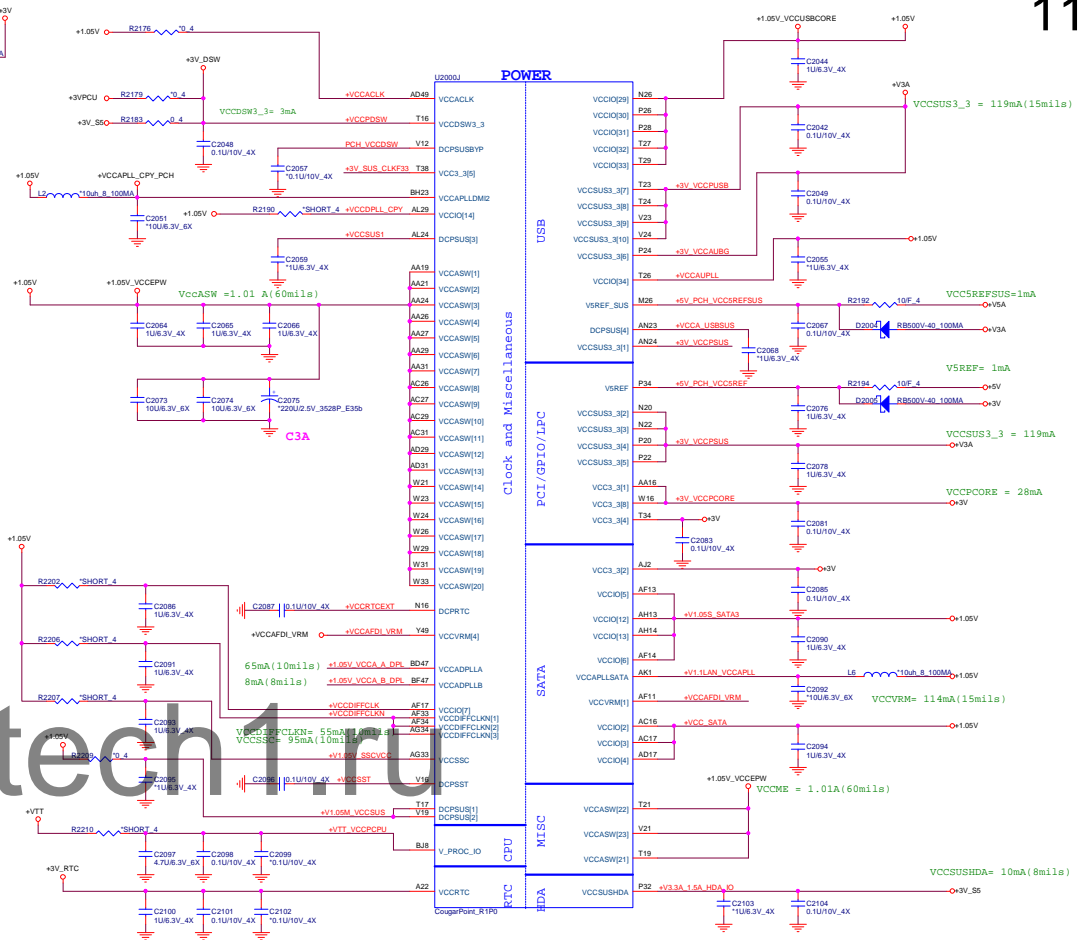 11
+3V
+1.05V
R2176
*0_4
+3V_DSW
+3VPCU
R2179
*0_4
+3V_S5
R2183
0_4
VCCDSW3_3= 3mA
C2048
0.1U/10V_4X
PCH_VCCDSW
C2057
*0.1U/10V_4X
+3V_SUS_CLKF33
+VCCACLK
+VCCPDSW
+1.05V
L2
*10uh_8_100MA
+VCCAPLL_CPY_PCH
C2051
*10U/6.3V_6X
+1.05V
R2190
*SHORT_4
+VCCDPLL_CPY
+VCCSUS1
C2059
*1U/6.3V_4X
+1.05V
+1.05V_VCCEPW
VccASW =1.01 A(60mils)
C2064
1U/6.3V_4X
C2065
1U/6.3V_4X
C2066
1U/6.3V_4X
C2073
10U/6.3V_6X
C2074
10U/6.3V_6X
C2075
*220U/2.5V_3528P_E35b
C3A
+1.05V
R2202
*SHORT_4
C2086
1U/6.3V_4X
R2206
*SHORT_4
C2091
1U/6.3V_4X
R2207
*SHORT_4
C2093
1U/6.3V_4X
+1.05V
R2209
*0_4
C2095
*1U/6.3V_4X
C2087
0.1U/10V_4X
+VCCRTCEXT
+VCCAFDI_VRM
+VCCAFDI_VRM
65mA(10mils)
+1.05V_VCCA_A_DPL
8mA(8mils)
+1.05V_VCCA_B_DPL
+VCCDIFFCLK
+VCCDIFFCLKN
VCCDIFFCLKN= 55mA(10mils)
VCCSSC= 95mA(10mils)
+V1.05V_SSCVCC
C2096
0.1U/10V_4X
+VCCSST
+V1.05M_VCCSUS
+VTT
R2210
*SHORT_4
+VTT_VCCPCPU
C2097
4.7U/6.3V_6X
C2098
0.1U/10V_4X
C2099
*0.1U/10V_4X
+3V_RTC
C2100
1U/6.3V_4X
C2101
0.1U/10V_4X
C2102
*0.1U/10V_4X
tech1.ru
U2000J
POWER
AD49 VCCACLK
T16 VCCDSW3_3
V12 DCPSUSBYP
T38 VCC3_3[5]
BH23 VCCAPLLDMI2
AL29 VCCIO[14]
AL24 DCPSUS[3]
AA19 VCCASW[1]
AA21 VCCASW[2]
AA24 VCCASW[3]
AA26 VCCASW[4]
AA27 VCCASW[5]
AA29 VCCASW[6]
AA31 VCCASW[7]
AC26 VCCASW[8]
AC27 VCCASW[9]
AC29 VCCASW[10]
AC31 VCCASW[11]
AD29 VCCASW[12]
AD31 VCCASW[13]
W21 VCCASW[14]
W23 VCCASW[15]
W24 VCCASW[16]
W26 VCCASW[17]
W29 VCCASW[18]
W31 VCCASW[19]
W33 VCCASW[20]
N16 DCPRTC
Y49 VCCVRM[4]
BD47 VCCADPLLA
BF47 VCCADPLLB
AF17 VCCIO[7]
AF33 VCCDIFFCLKN[1]
AF34 VCCDIFFCLKN[2]
AG34 VCCDIFFCLKN[3]
AG33 VCCSSC
V16 DCPSST
T17 DCPSUS[1]
V19 DCPSUS[2]
BJ8 V_PROC_IO
A22 VCCRTC
CougarPoint_R1P0
Clock and Miscellaneous
CPU
RTC
USB
PCI/GPIO/LPC
SATA
MISC
HDA
VCCIO[29] N26
VCCIO[30] P26
VCCIO[31] P28
VCCIO[32] T27
VCCIO[33] T29
VCCSUS3_3[7] T23
VCCSUS3_3[8] T24
VCCSUS3_3[9] V23
VCCSUS3_3[10] V24
VCCSUS3_3[6] P24
VCCIO[34] T26
V5REF_SUS M26
DCPSUS[4] AN23
VCCSUS3_3[1] AN24
V5REF P34
VCCSUS3_3[2] N20
VCCSUS3_3[3] N22
VCCSUS3_3[4] P20
VCCSUS3_3[5] P22
VCC3_3[1] AA16
VCC3_3[8] W16
VCC3_3[4] T34
VCC3_3[2] AJ2
VCCIO[5] AF13
VCCIO[12] AH13
VCCIO[13] AH14
VCCIO[6] AF14
VCCAPLLSATA AK1
VCCVRM[1] AF11
VCCIO[2] AC16
VCCIO[3] AC17
VCCIO[4] AD17
VCCASW[22] T21
VCCASW[23] V21
VCCASW[21] T19
VCCSUSHDA P32
+1.05V_VCCUSBCORE
+1.05V
C2044
1U/6.3V_4X
+V3A
VCCSUS3_3 = 119mA(15mils)
C2042
0.1U/10V_4X
+3V_VCCPUSB
C2049
0.1U/10V_4X
+3V_VCCAUBG
+1.05V
C2055
*1U/6.3V_4X
+VCCAUPLL
+5V_PCH_VCC5REFSUS
R2192
10/F_4
VCC5REFSUS=1mA
+V5A
C2067
0.1U/10V_4X
D2004
RB500V-40_100MA
+V3A
+VCCA_USBSUS
+3V_VCCPSUS
C2068
*1U/6.3V_4X
V5REF= 1mA
+5V_PCH_VCC5REF
R2194
10/F_4
+5V
C2076
1U/6.3V_4X
D2005
RB500V-40_100MA
+3V
VCCSUS3_3 = 119mA
+3V_VCCPSUS
+V3A
C2078
1U/6.3V_4X
VCCPCORE = 28mA
+3V_VCCPCORE
+3V
C2081
0.1U/10V_4X
+3V
C2083
0.1U/10V_4X
+3V
C2085
0.1U/10V_4X
+V1.05S_SATA3
+1.05V
C2090
1U/6.3V_4X
+V1.1LAN_VCCAPLL
L6
*10uh_8_100MA
+1.05V
C2092
*10U/6.3V_6X
VCCVRM= 114mA(15mils)
+VCCAFDI_VRM
+VCC_SATA
+1.05V
C2094
1U/6.3V_4X
+1.05V_VCCEPW
VCCME = 1.01A(60mils)
VCCSUSHDA= 10mA(8mils)
+V3.3A_1.5A_HDA_IO
+3V_S5
C2103
*1U/6.3V_4X
C2104
0.1U/10V_4X